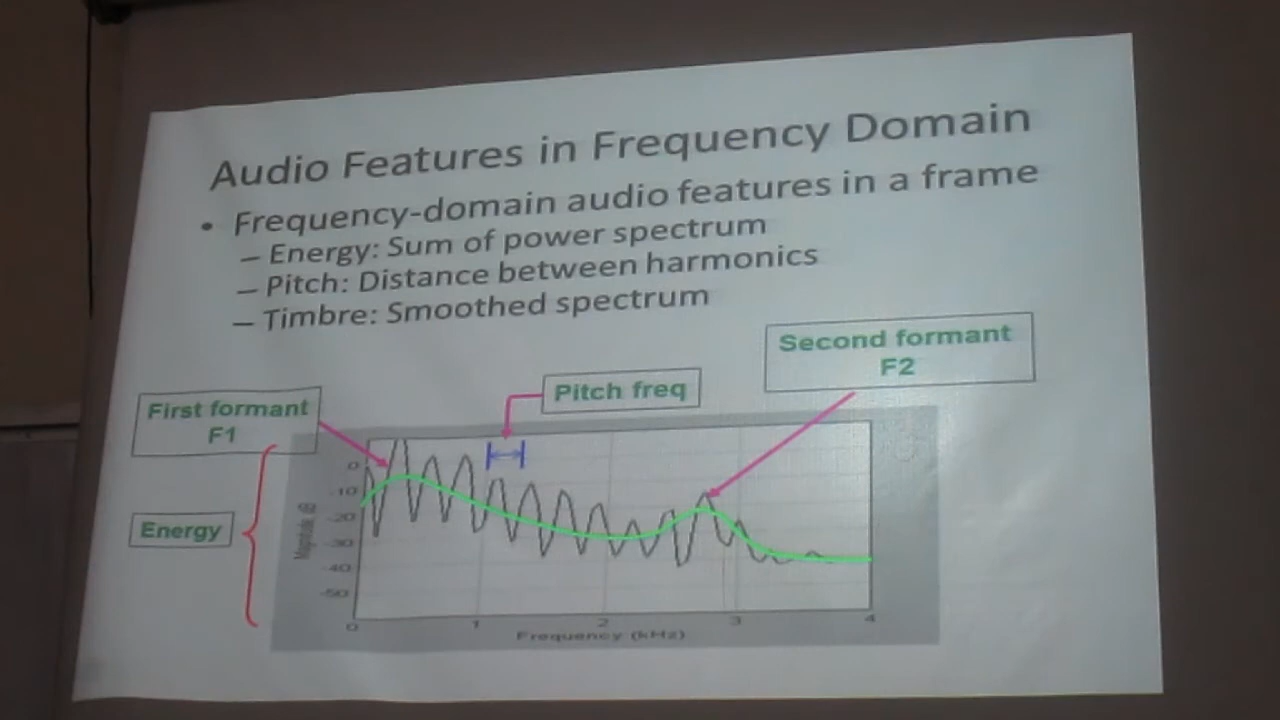 Audio Features in Frequency Domain
• Frequency-domain audio features in a frame
– Energy: Sum of power spectrum
– Pitch: Distance between harmonics
– Timbre: Smoothed spectrum
Second formant
F2
Pitch freq
First formant
F1
Energy
Magnitude, dB
0
-10
-20
-30
-40
-50
0 1 2 3 4
Frequency (kHz)